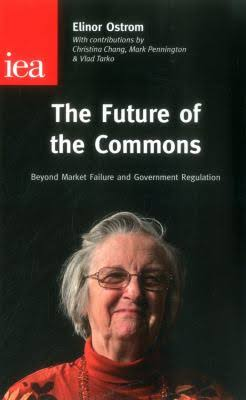 Elinor Ostrom
With contributions by
Christina Chang, Mark Pennington
& Vlad Tarko
iea
The Future of
the Commons
Beyond Market Failure and Government Regulation